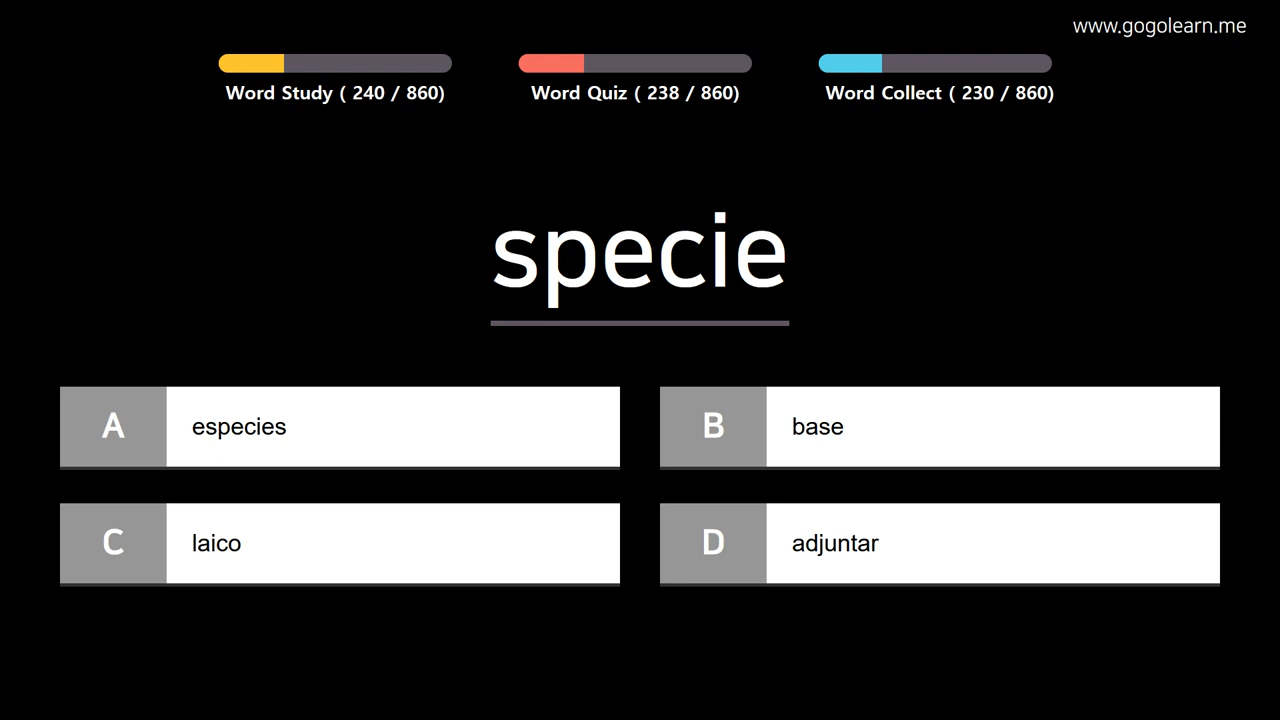 www.gogolearn.me
Word Study ( 240 / 860)
Word Quiz ( 238 / 860)
Word Collect ( 230 / 860)
specie
A especies
B base
C laico
D adjuntar